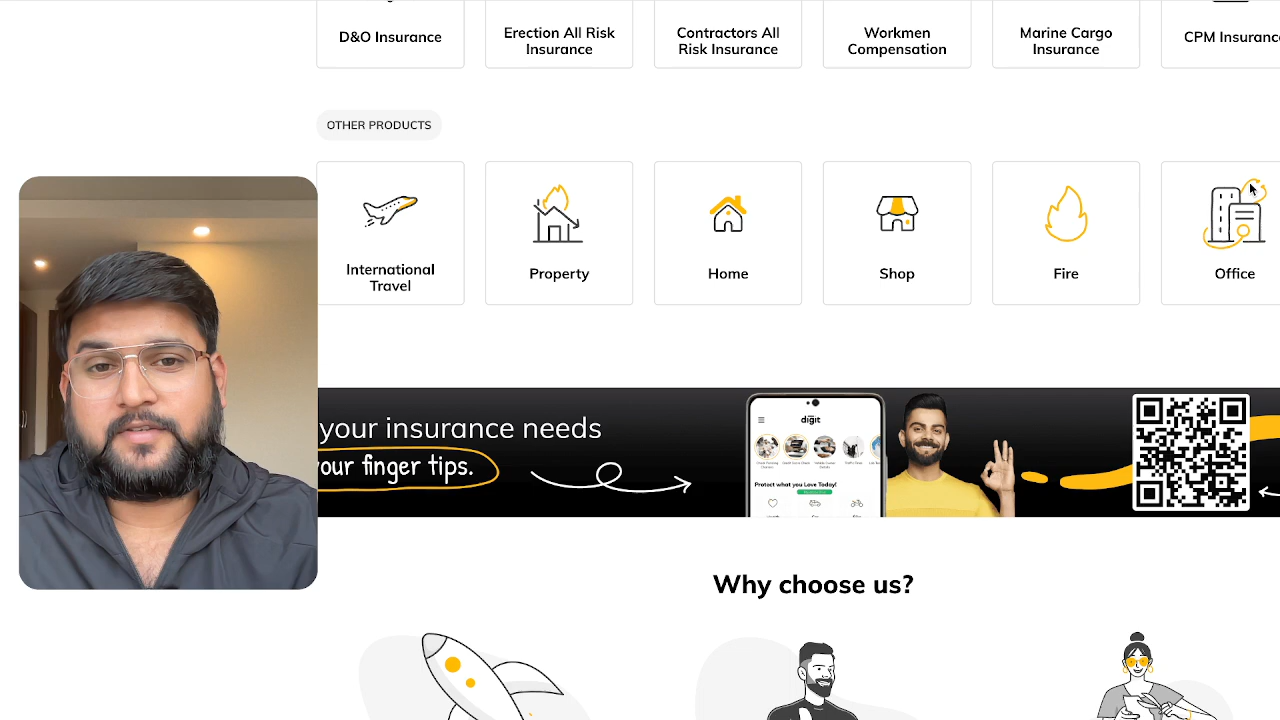 D&O Insurance
Erection All Risk
Insurance
Contractors All
Risk Insurance
Workmen
Compensation
Marine Cargo
Insurance
CPM Insuranc
OTHER PRODUCTS
International
Travel
Property
Home
Shop
Fire
Office
your insurance needs
your finger tips.
digit
Protect what you Love Today!
Why choose us?